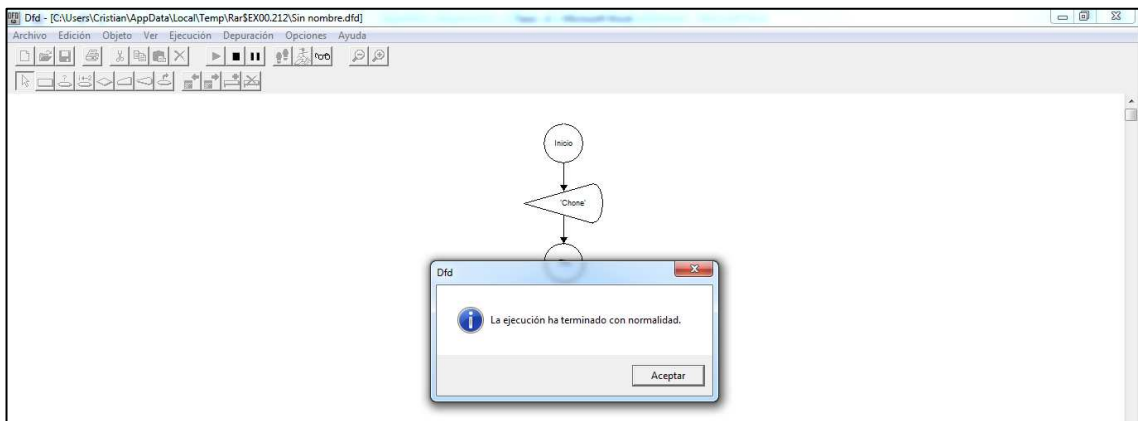 Dfd - [C:\Users\Cristian\AppData\Local\Temp\Rar$EX00.212\Sin nombre.dfd]
Archivo Edición Objeto Ver Ejecución Depuración Opciones Ayuda
Inicio
'Chone'
Dfd
La ejecución ha terminado con normalidad.
Aceptar